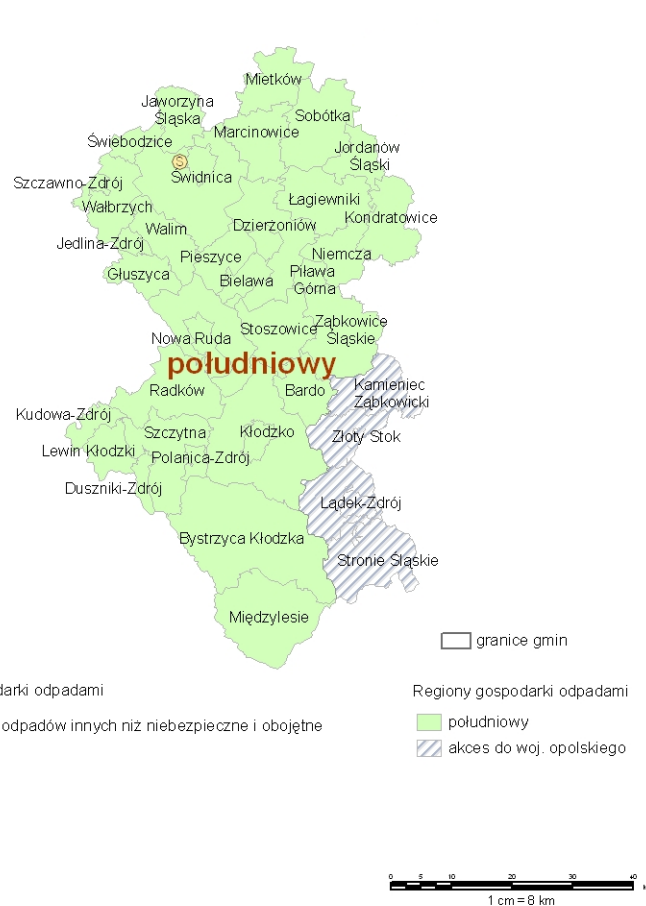 Mietków
Jaworzyna
Śląska
Sobótka
Marcinowice
Świebodzice
Jordanów
Śląski
S
Świdnica
Szczawno-Zdrój
Łagiewniki
Wałbrzych
Kondratowice
Walim
Dzierżoniów
Jedlina-Zdrój
Pieszyce
Niemcza
Głuszyca
Bielawa
Piława
Górna
Stoszowice
Ząbkowice
Śląskie
Nowa Ruda
południowy
Radków
Bardo
Kamieniec
Ząbkowicki
Kudowa-Zdrój
Szczytna
Kłodzko
Złoty Stok
Lewin Kłodzki
Polanica-Zdrój
Duszniki-Zdrój
Lądek-Zdrój
Bystrzyca Kłodzka
Stronie Śląskie
Międzylesie
granice gmin
darki odpadami
odpadów innych niż niebezpieczne i obojętne
Regiony gospodarki odpadami
południowy
akces do woj. opolskiego
0 5 10 20 30 40
1 cm = 8 km